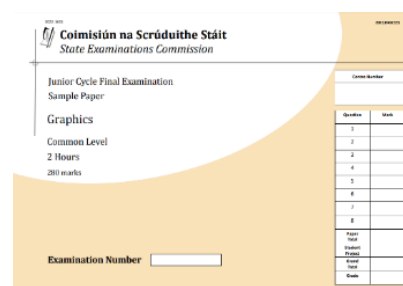 Coimisiún na Scrúduithe Stáit
State Examinations Commission
Junior Cycle Final Examination
Sample Paper
Graphics
Common Level
2 Hours
280 marks
Examination Number
Centre Number
Question Mark
1
2
3
4
5
6
7
8
Paper
Total
Student
Project
Grand
Total
Grade